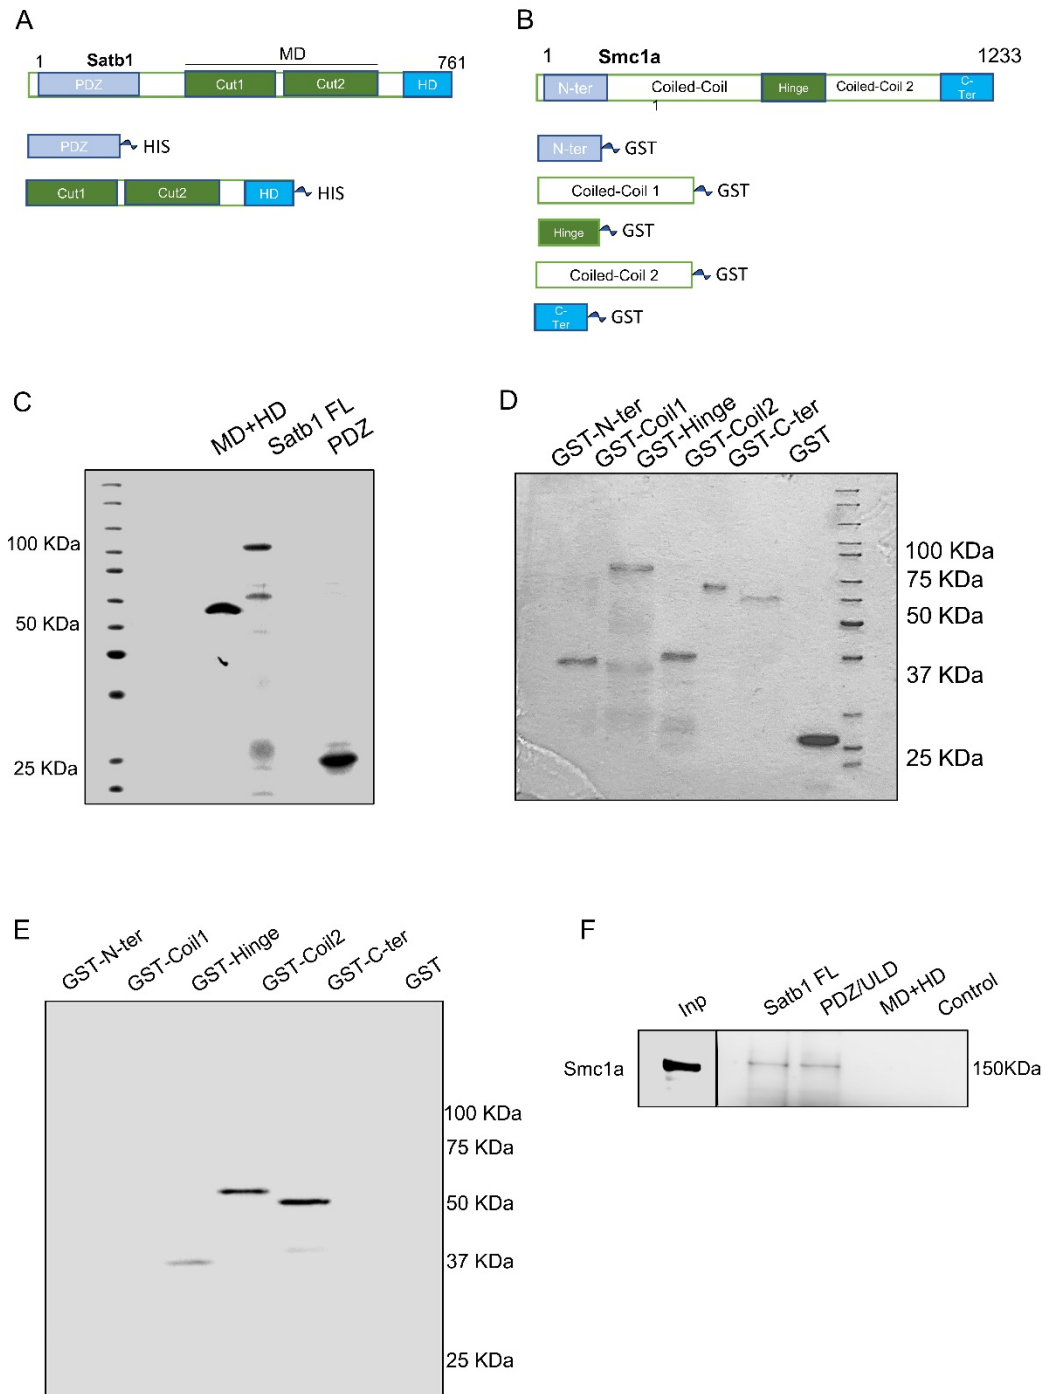 A
1 Satb1 MD 761
PDZ Cut1 Cut2 HD
PDZ HIS
Cut1 Cut2 HD HIS
B
1 Smc1a 1233
N-ter Coiled-Coil 1 Hinge Coiled-Coil 2 C-Ter
N-ter GST
Coiled-Coil 1 GST
Hinge GST
Coiled-Coil 2 GST
C-Ter GST
C
MD+HD Satb1 FL PDZ
100 KDa
50 KDa
25 KDa
D
GST-N-ter GST-Coil1 GST-Hinge GST-Coil2 GST-C-ter GST
100 KDa
75 KDa
50 KDa
37 KDa
25 KDa
E
GST-N-ter GST-Coil1 GST-Hinge GST-Coil2 GST-C-ter GST
100 KDa
75 KDa
50 KDa
37 KDa
25 KDa
F
Inp Satb1 FL PDZ/ULD MD+HD Control
Smc1a 150KDa